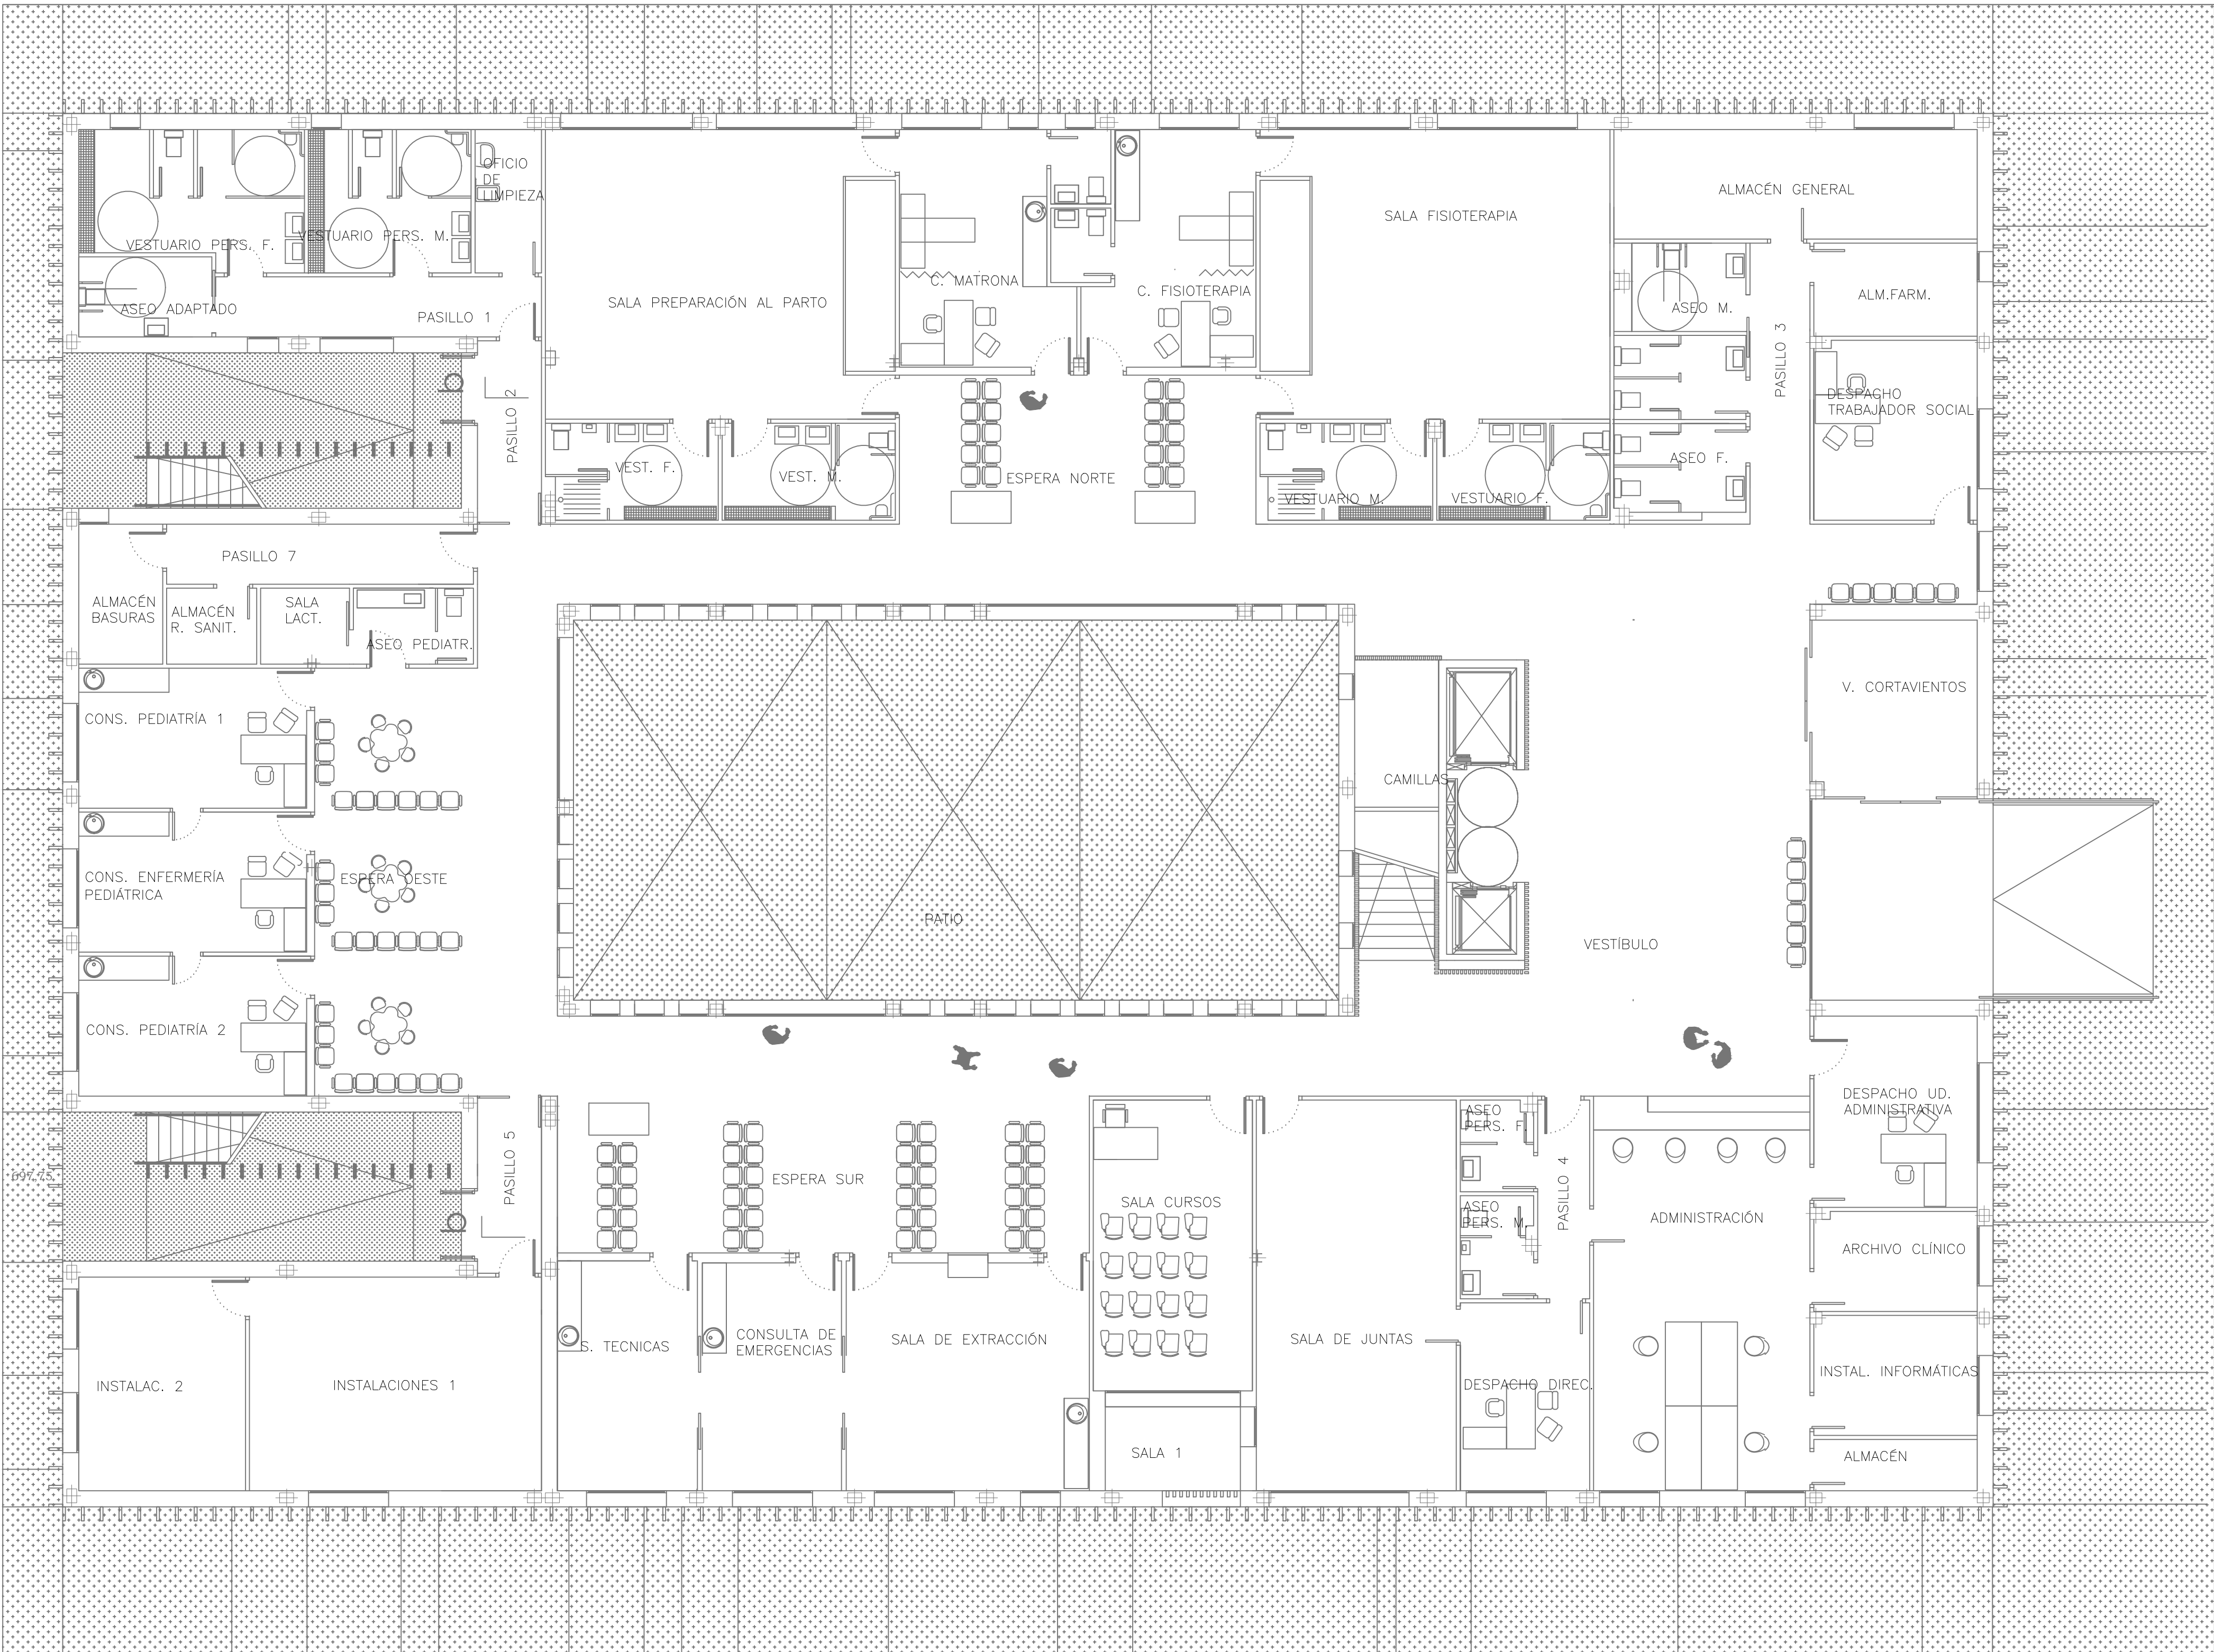 OFICIO
DE
LIMPIEZA
VESTUARIO PERS. F.
VESTUARIO PERS. M.
ASEO ADAPTADO
PASILLO 1
PASILLO 2
SALA PREPARACIÓN AL PARTO
C. MATRONA
C. FISIOTERAPIA
SALA FISIOTERAPIA
ALMACÉN GENERAL
ALM.FARM.
ASEO M.
PASILLO 3
DESPACHO
TRABAJADOR SOCIAL
ASEO F.
VEST. F.
VEST. M.
ESPERA NORTE
VESTUARIO M.
VESTUARIO F.
PASILLO 7
ALMACÉN
BASURAS
ALMACÉN
R. SANIT.
SALA
LACT.
ASEO PEDIATR.
CONS. PEDIATRÍA 1
CONS. ENFERMERÍA
PEDIÁTRICA
ESPERA OESTE
CONS. PEDIATRÍA 2
PATIO
CAMILLAS
V. CORTAVIENTOS
VESTÍBULO
697.75
PASILLO 5
ESPERA SUR
SALA CURSOS
ASEO
PERS. F.
ASEO
PERS. M.
PASILLO 4
ADMINISTRACIÓN
DESPACHO UD.
ADMINISTRATIVA
ARCHIVO CLÍNICO
INSTAL. INFORMÁTICAS
ALMACÉN
INSTALAC. 2
INSTALACIONES 1
S. TECNICAS
CONSULTA DE
EMERGENCIAS
SALA DE EXTRACCIÓN
SALA 1
SALA DE JUNTAS
DESPACHO DIREC.